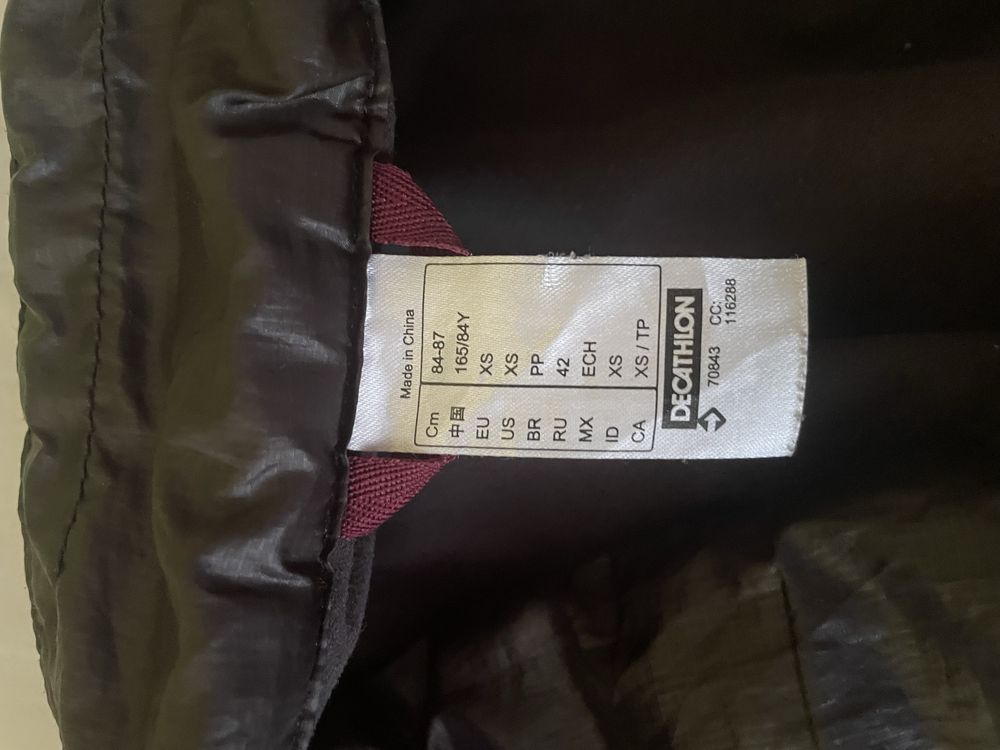 Made in China
Cm 84-87
中国 165/84Y
EU XS
US XS
BR PP
RU 42
MX ECH
ID XS
CA XS / TP
DECATHLON
70843 CC:
116288